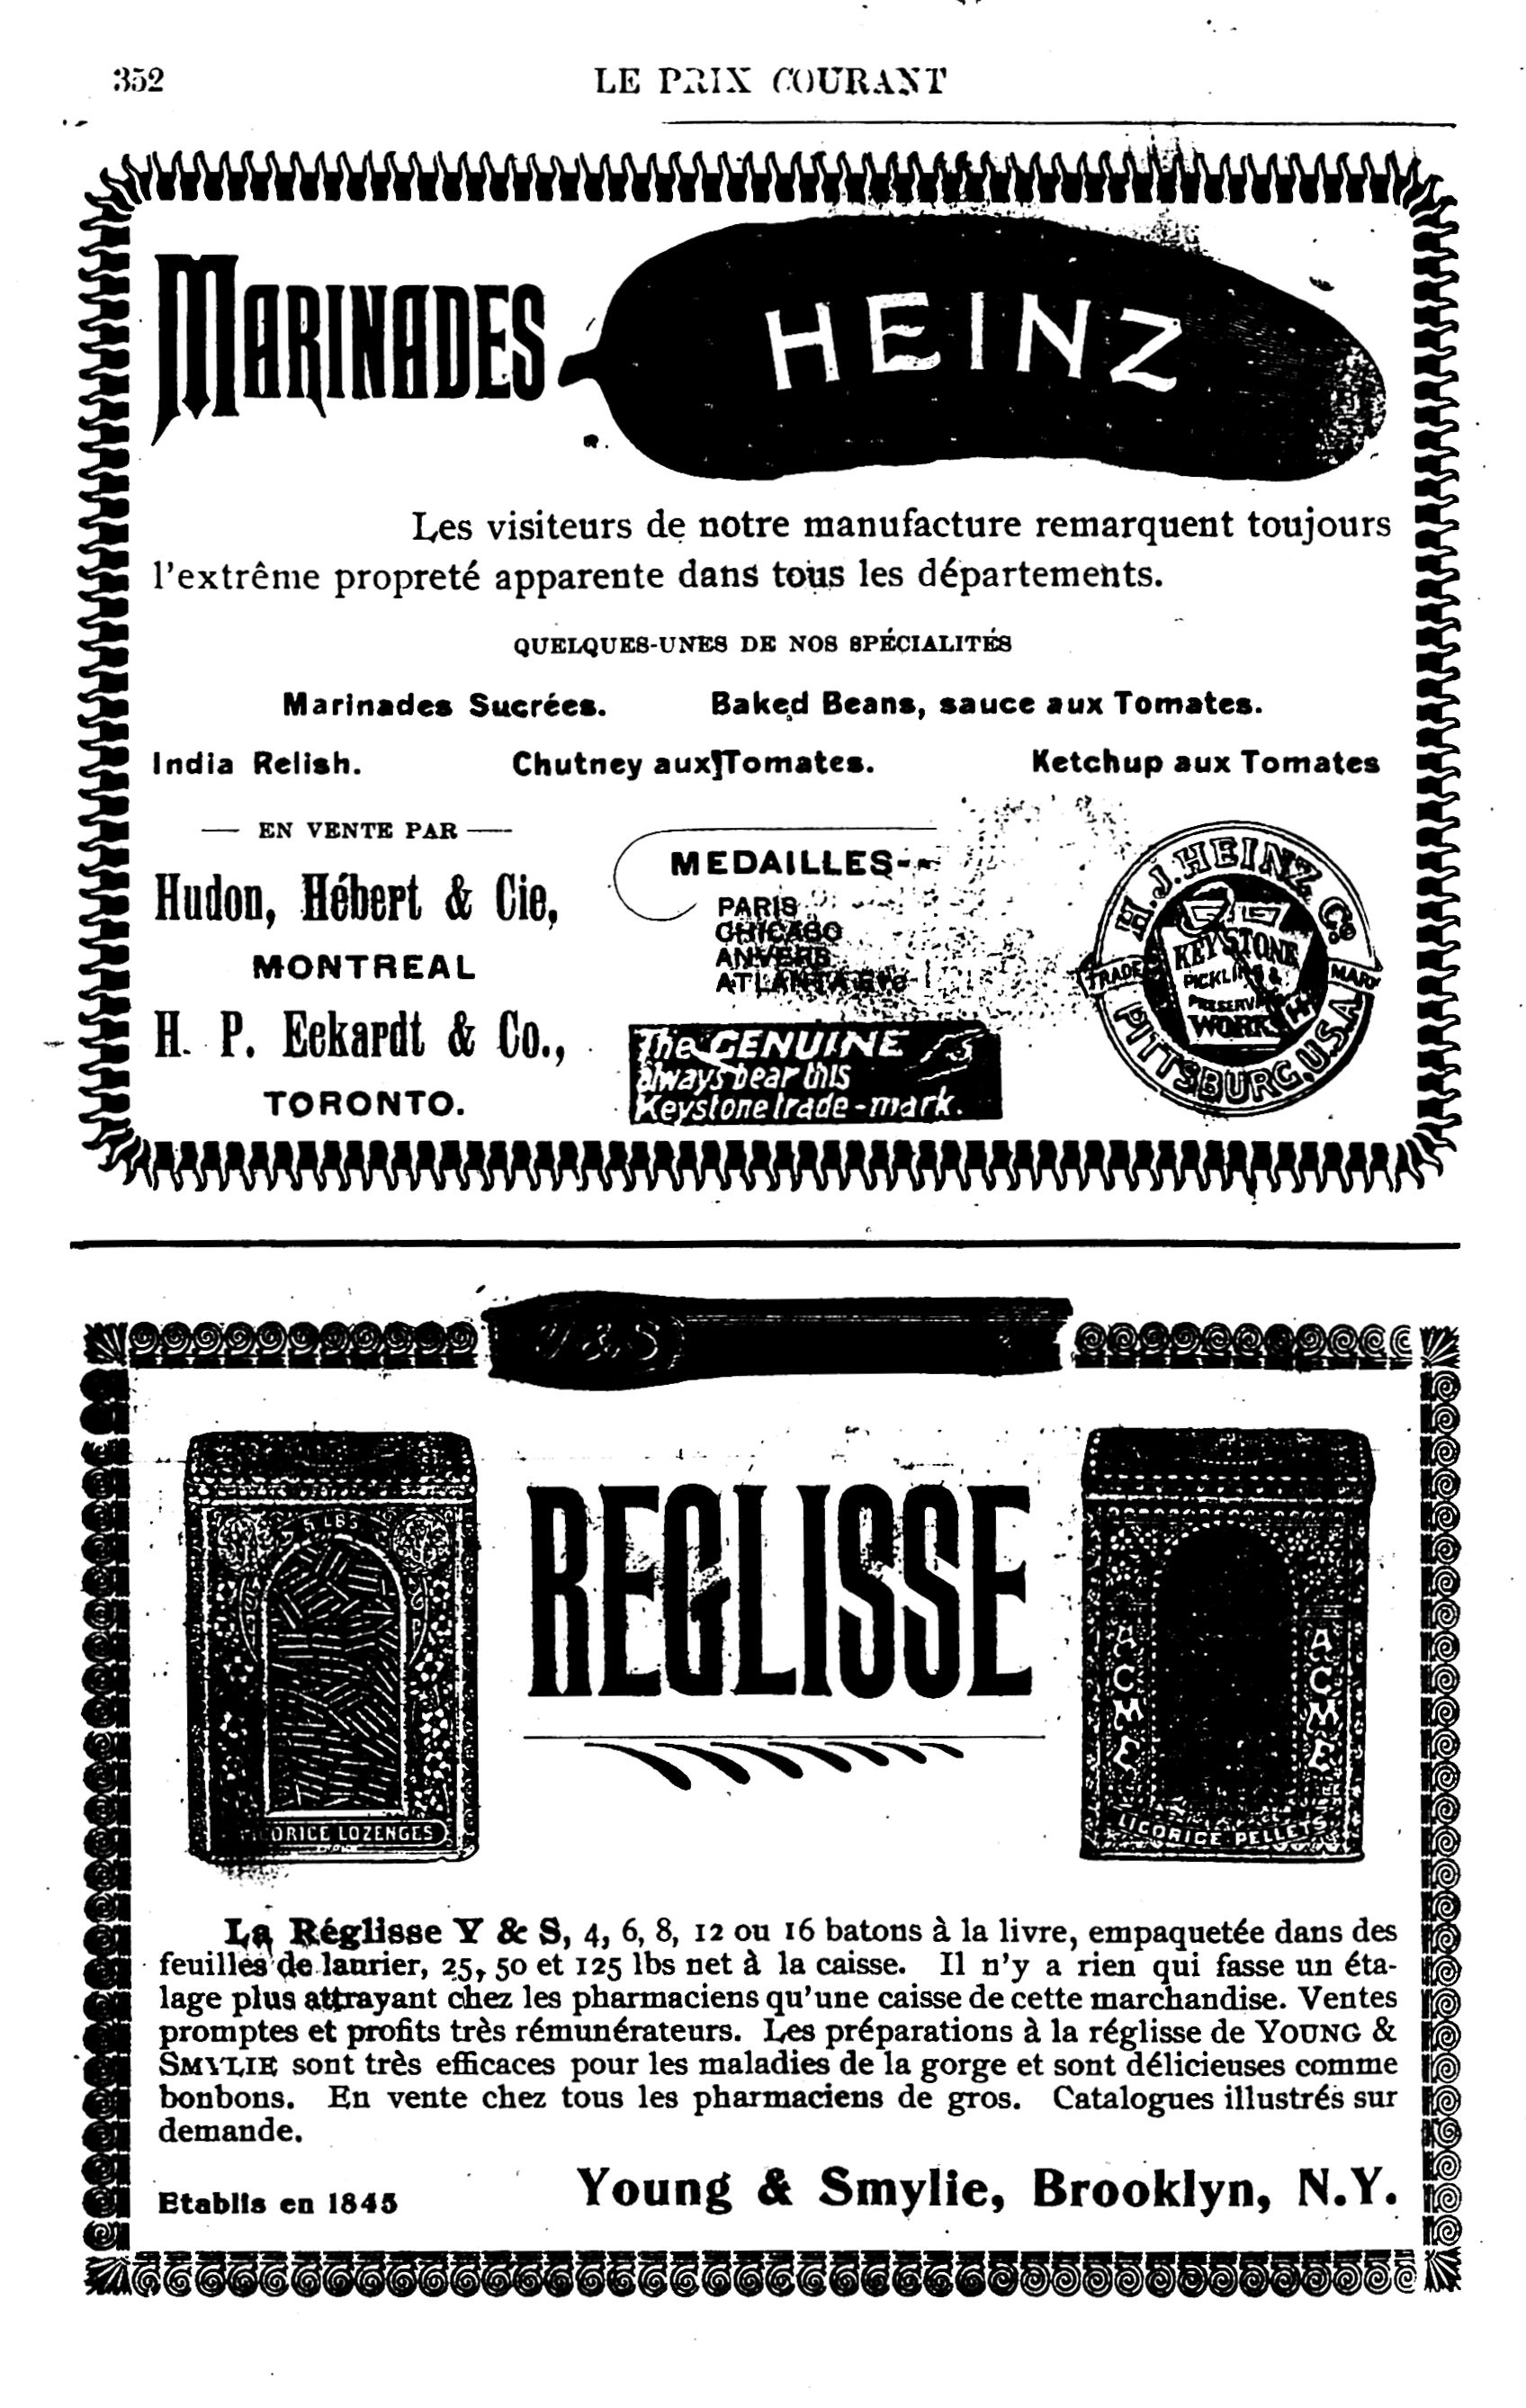 352
LE PRIX COURANT
MARINADES
HEINZ
Les visiteurs de notre manufacture remarquent toujours
l'extrême propreté apparente dans tous les départements.
QUELQUES-UNES DE NOS SPÉCIALITÉS
Marinades Sucrées. Baked Beans, sauce aux Tomates.
India Relish. Chutney aux Tomates. Ketchup aux Tomates
— EN VENTE PAR —
Hudon, Hébert & Cie,
MONTREAL
H. P. Eckardt & Co.,
TORONTO.
MEDAILLES--
PARIS
CHICAGO
ANVERS
ATLANTA Etc
The GENUINE
always bear this
Keystone trade-mark.
H.J. HEINZ Co
KEYSTONE
PICKLING &
PRESERVING
WORKS
TRADE MARK
PITTSBURG, U.S.A.
Y & S
REGLISSE
5 LBS
LICORICE LOZENGES
ACME
ACME
LICORICE PELLETS
La Réglisse Y & S, 4, 6, 8, 12 ou 16 batons à la livre, empaquetée dans des
feuilles de laurier, 25, 50 et 125 lbs net à la caisse. Il n'y a rien qui fasse un éta-
lage plus attrayant chez les pharmaciens qu'une caisse de cette marchandise. Ventes
promptes et profits très rémunérateurs. Les préparations à la réglisse de YOUNG &
SMYLIE sont très efficaces pour les maladies de la gorge et sont délicieuses comme
bonbons. En vente chez tous les pharmaciens de gros. Catalogues illustrés sur
demande.
Etablis en 1845
Young & Smylie, Brooklyn, N.Y.